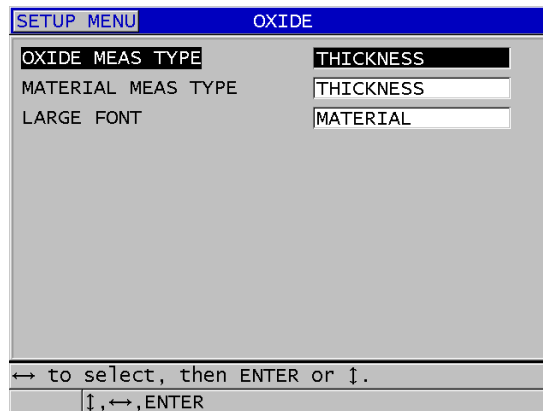 SETUP MENU OXIDE
OXIDE MEAS TYPE THICKNESS
MATERIAL MEAS TYPE THICKNESS
LARGE FONT MATERIAL
↔ to select, then ENTER or ↕.
↕,↔,ENTER